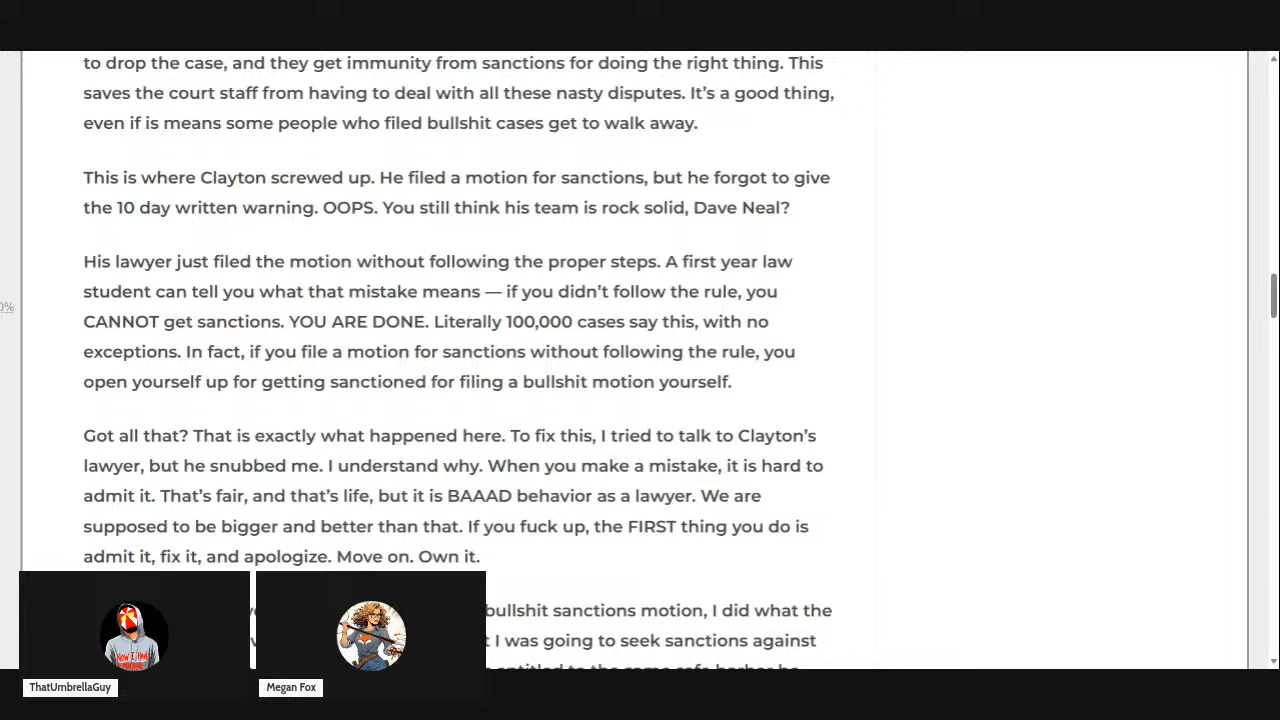 to drop the case, and they get immunity from sanctions for doing the right thing. This
saves the court staff from having to deal with all these nasty disputes. It's a good thing,
even if is means some people who filed bullshit cases get to walk away.
This is where Clayton screwed up. He filed a motion for sanctions, but he forgot to give
the 10 day written warning. OOPS. You still think his team is rock solid, Dave Neal?
His lawyer just filed the motion without following the proper steps. A first year law
student can tell you what that mistake means — if you didn't follow the rule, you
CANNOT get sanctions. YOU ARE DONE. Literally 100,000 cases say this, with no
exceptions. In fact, if you file a motion for sanctions without following the rule, you
open yourself up for getting sanctioned for filing a bullshit motion yourself.
Got all that? That is exactly what happened here. To fix this, I tried to talk to Clayton's
lawyer, but he snubbed me. I understand why. When you make a mistake, it is hard to
admit it. That's fair, and that's life, but it is BAAAD behavior as a lawyer. We are
supposed to be bigger and better than that. If you fuck up, the FIRST thing you do is
admit it, fix it, and apologize. Move on. Own it.
bullshit sanctions motion, I did what the
I was going to seek sanctions against
entitled to the same safe harbor he
NOW I HAVE
ThatUmbrellaGuy
Megan Fox